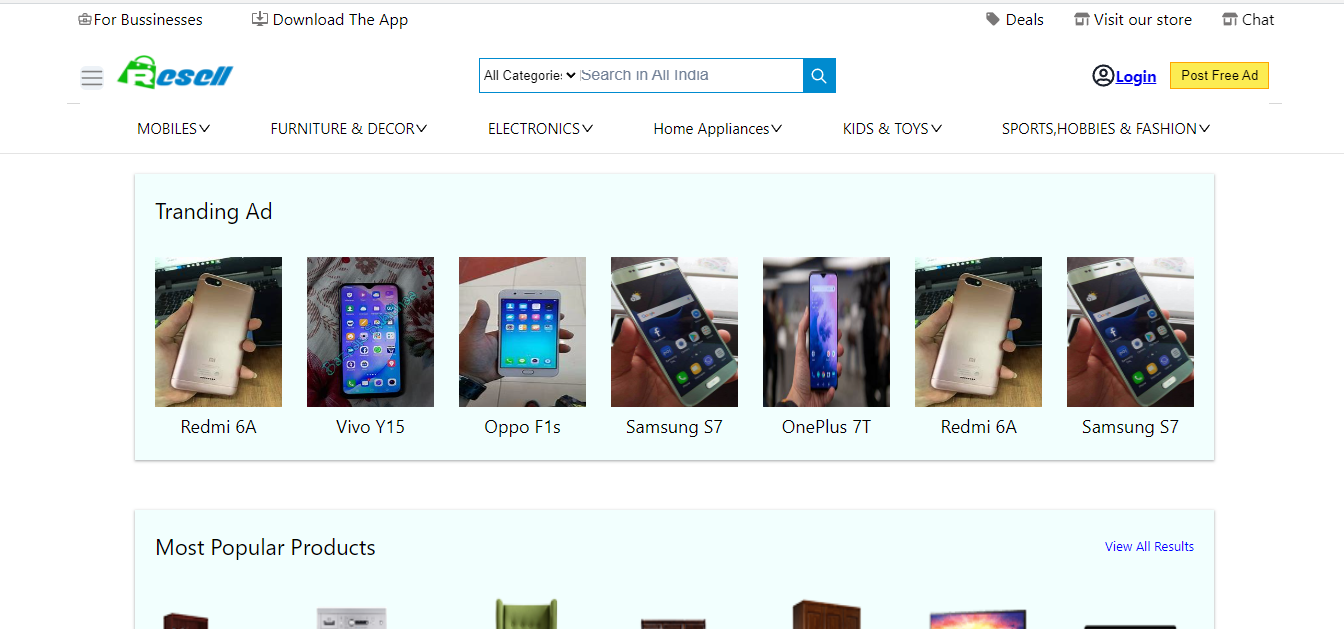 For Bussinesses Download The App Deals Visit our store Chat
Resell All Categories Search in All India Login Post Free Ad
MOBILES FURNITURE & DECOR ELECTRONICS Home Appliances KIDS & TOYS SPORTS,HOBBIES & FASHION
Tranding Ad
Redmi 6A Vivo Y15 Oppo F1s Samsung S7 OnePlus 7T Redmi 6A Samsung S7
Most Popular Products View All Results